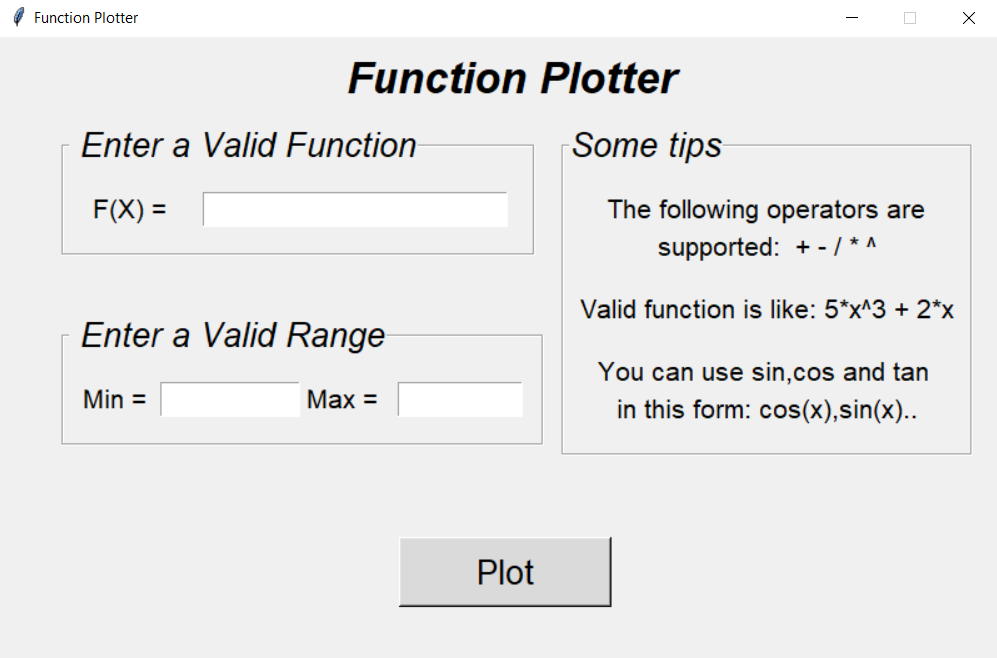 Function Plotter
Function Plotter
Enter a Valid Function
F(X) =
Enter a Valid Range
Min =
Max =
Some tips
The following operators are
supported:  + - / * ^
Valid function is like: 5*x^3 + 2*x
You can use sin,cos and tan
in this form: cos(x),sin(x)..
Plot